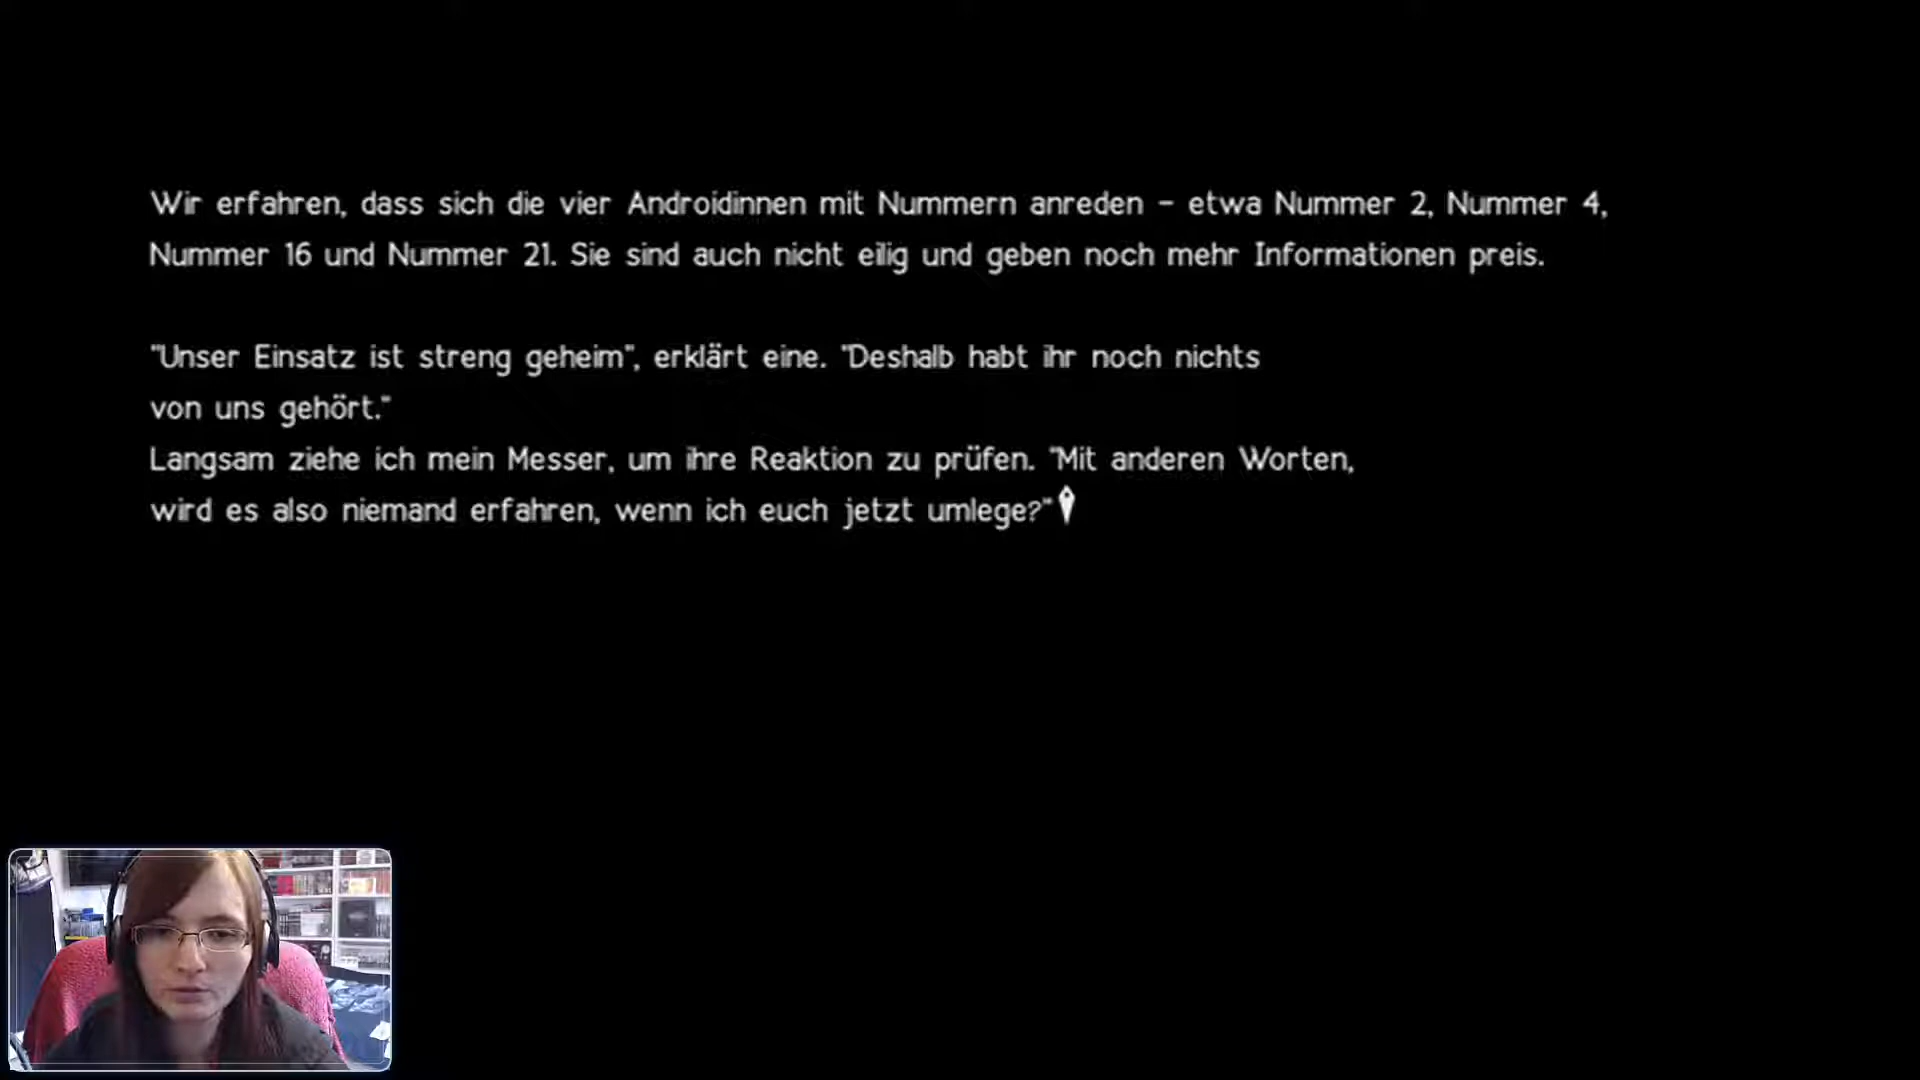 Wir erfahren, dass sich die vier Androidinnen mit Nummern anreden - etwa Nummer 2, Nummer 4,
Nummer 16 und Nummer 21. Sie sind auch nicht eilig und geben noch mehr Informationen preis.
"Unser Einsatz ist streng geheim", erklärt eine. "Deshalb habt ihr noch nichts
von uns gehört."
Langsam ziehe ich mein Messer, um ihre Reaktion zu prüfen. "Mit anderen Worten,
wird es also niemand erfahren, wenn ich euch jetzt umlege?"